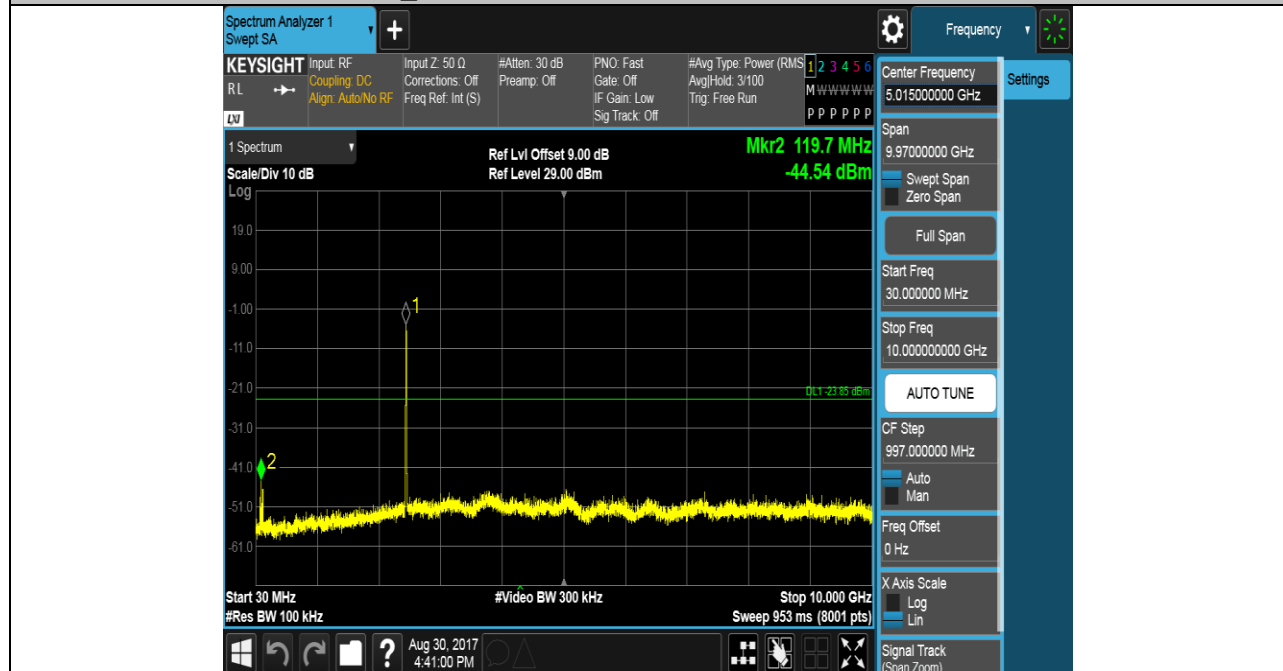 Spectrum Analyzer 1
Swept SA
+
Frequency
KEYSIGHT
RL
LXI
Input: RF
Coupling: DC
Align: Auto/No RF
Input Z: 50 Ω
Corrections: Off
Freq Ref: Int (S)
#Atten: 30 dB
Preamp: Off
PNO: Fast
Gate: Off
IF Gain: Low
Sig Track: Off
#Avg Type: Power (RMS
Avg|Hold: 3/100
Trig: Free Run
1 2 3 4 5 6
M W W W W W
P P P P P P
1 Spectrum
Scale/Div 10 dB
Ref Lvl Offset 9.00 dB
Ref Level 29.00 dBm
Mkr2 119.7 MHz
-44.54 dBm
Log
19.0
9.00
-1.00
-11.0
-21.0
-31.0
-41.0
-51.0
-61.0
1
2
DL1 -23.85 dBm
Start 30 MHz
#Res BW 100 kHz
#Video BW 300 kHz
Stop 10.000 GHz
Sweep 953 ms (8001 pts)
?
Aug 30, 2017
4:41:00 PM
Center Frequency
5.015000000 GHz
Span
9.97000000 GHz
Swept Span
Zero Span
Full Span
Start Freq
30.000000 MHz
Stop Freq
10.000000000 GHz
AUTO TUNE
CF Step
997.000000 MHz
Auto
Man
Freq Offset
0 Hz
X Axis Scale
Log
Lin
Signal Track
(Span Zoom)
Settings